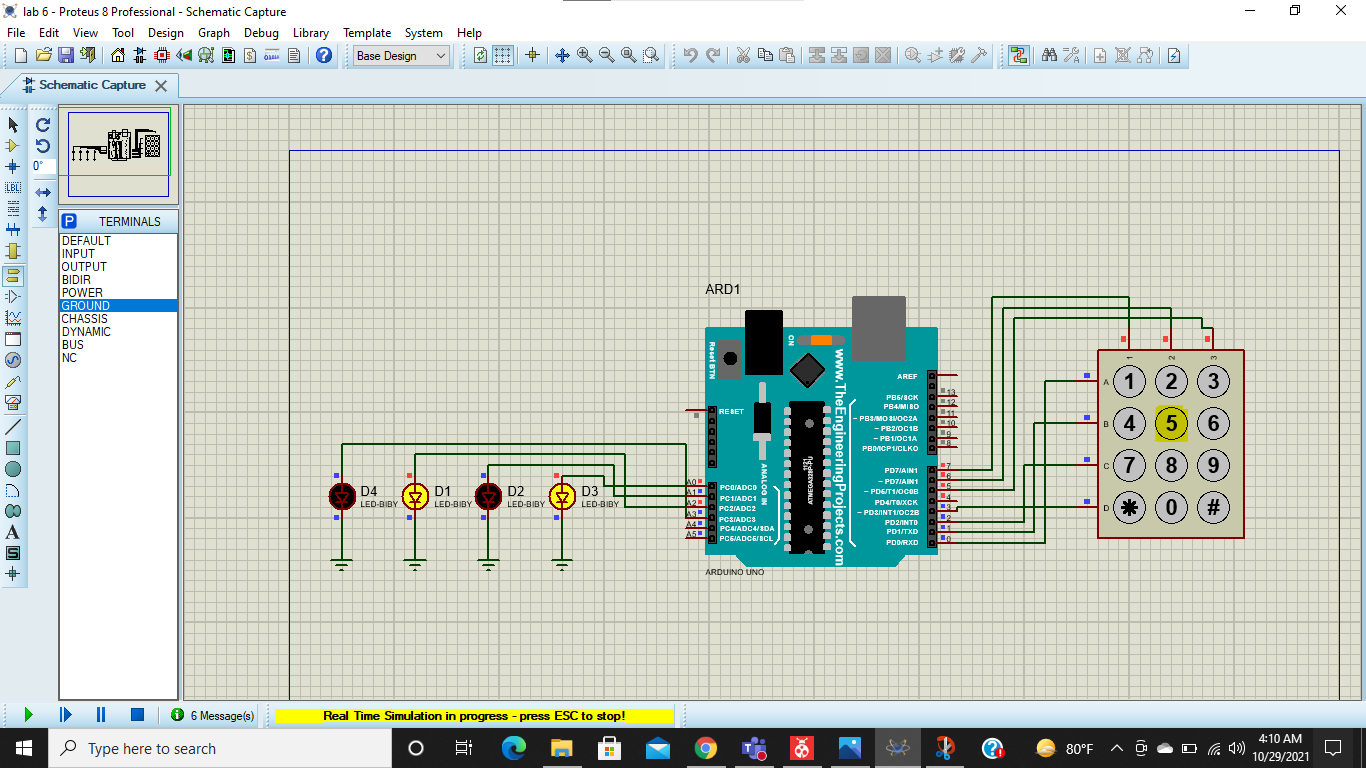 lab 6 - Proteus 8 Professional - Schematic Capture
File Edit View Tool Design Graph Debug Library Template System Help
Base Design
Schematic Capture
0°
LBL
P TERMINALS
DEFAULT
INPUT
OUTPUT
BIDIR
POWER
GROUND
CHASSIS
DYNAMIC
BUS
NC
A
S
ARD1
Reset BTN
ON
www.TheEngineeringProjects.com
RESET
AREF
PB5/SCK 13
PB4/MISO 12
~ PB3/MOSI/OC2A 11
~ PB2/OC1B 10
~ PB1/OC1A 9
PB0/ICP1/CLKO 8
ANALOG IN
ATMEGA328P-PU
A0 PC0/ADC0
A1 PC1/ADC1
A2 PC2/ADC2
A3 PC3/ADC3
A4 PC4/ADC4/SDA
A5 PC5/ADC5/SCL
PD7/AIN1 7
~ PD7/AIN1 6
~ PD5/T1/OC0B 5
PD4/T0/XCK 4
~ PD3/INT1/OC2B 3
PD2/INT0 2
PD1/TXD 1
PD0/RXD 0
ARDUINO UNO
D4
LED-BIBY
D1
LED-BIBY
D2
LED-BIBY
D3
LED-BIBY
1 2 3
A 1 2 3
B 4 5 6
C 7 8 9
D * 0 #
6 Message(s)
Real Time Simulation in progress - press ESC to stop!
Type here to search
80°F
4:10 AM
10/29/2021